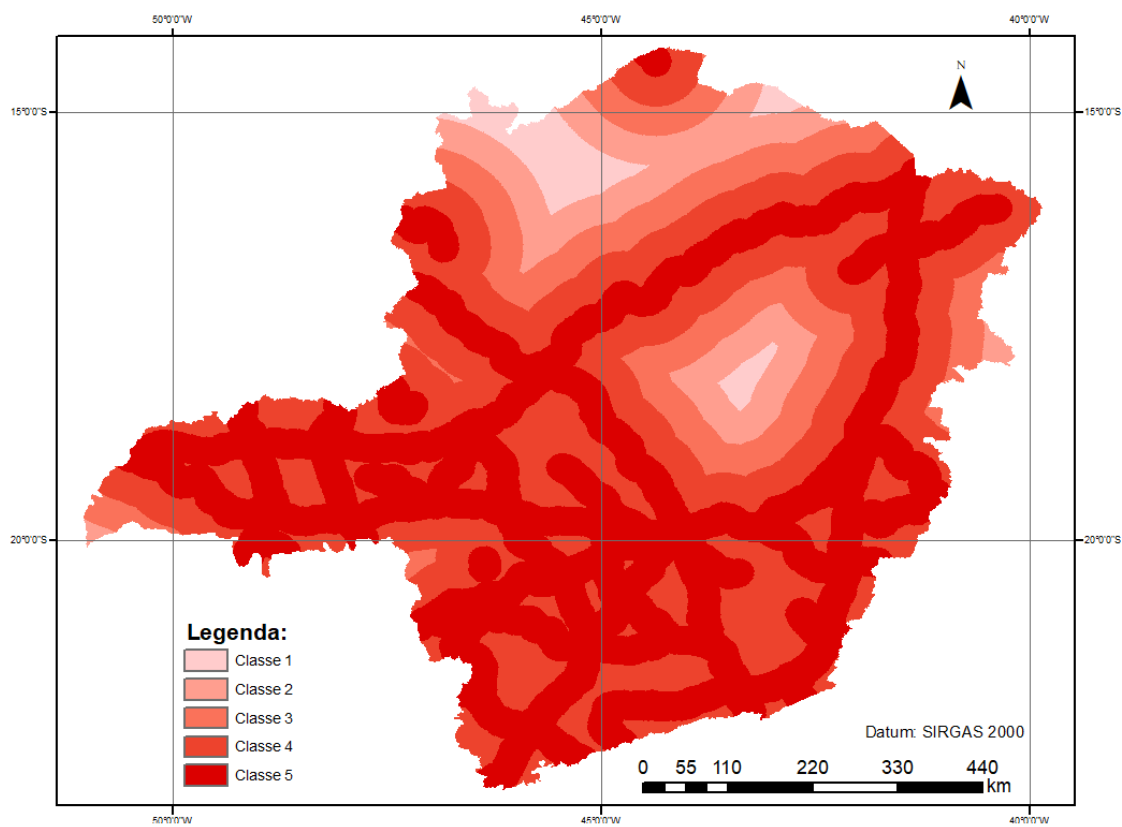 50°0'0"W 45°0'0"W 40°0'0"W
N
15°0'0"S 15°0'0"S
20°0'0"S 20°0'0"S
Legenda:
Classe 1
Classe 2
Classe 3
Classe 4
Classe 5
Datum: SIRGAS 2000
0 55 110 220 330 440
km
50°0'0"W 45°0'0"W 40°0'0"W